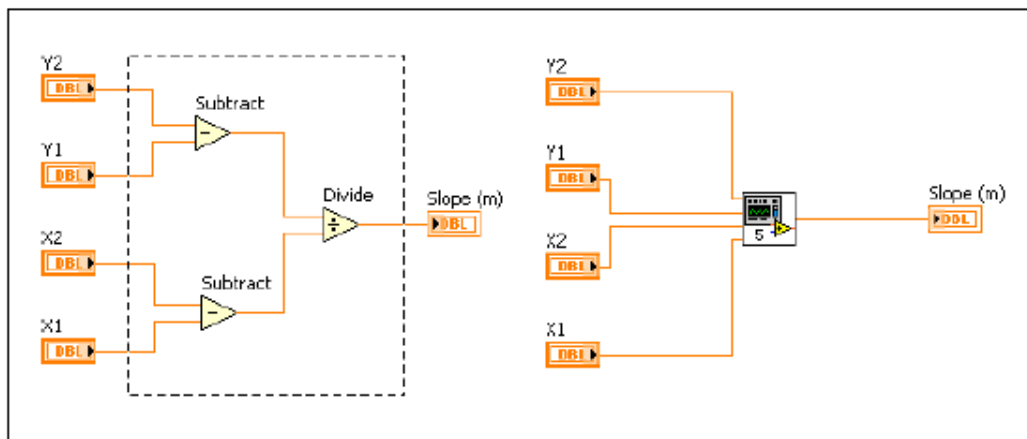 Y2
DBL
Subtract
−
Y1
DBL
Divide
÷
Slope (m)
DBL
X2
DBL
Subtract
−
X1
DBL
Y2
DBL
Y1
DBL
5
Slope (m)
DBL
X2
DBL
X1
DBL